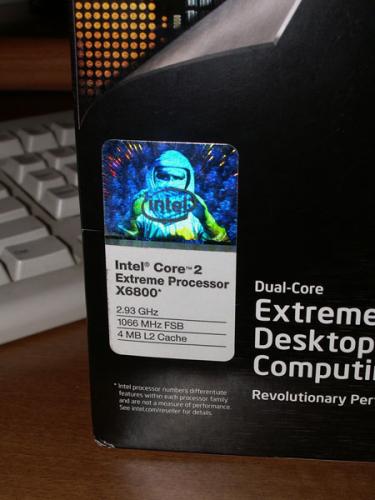 intel
Intel® Core™2
Extreme Processor
X6800*
2.93 GHz
1066 MHz FSB
4 MB L2 Cache
* Intel processor numbers differentiate
features within each processor family
and are not a measure of performance.
See intel.com/reseller for details.
Dual-Core
Extreme
Desktop
Computi
Revolutionary Per